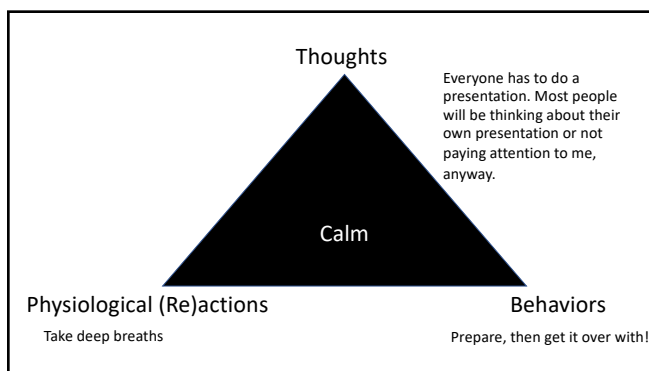 Thoughts
Everyone has to do a
presentation. Most people
will be thinking about their
own presentation or not
paying attention to me,
anyway.
Calm
Physiological (Re)actions
Behaviors
Take deep breaths
Prepare, then get it over with!